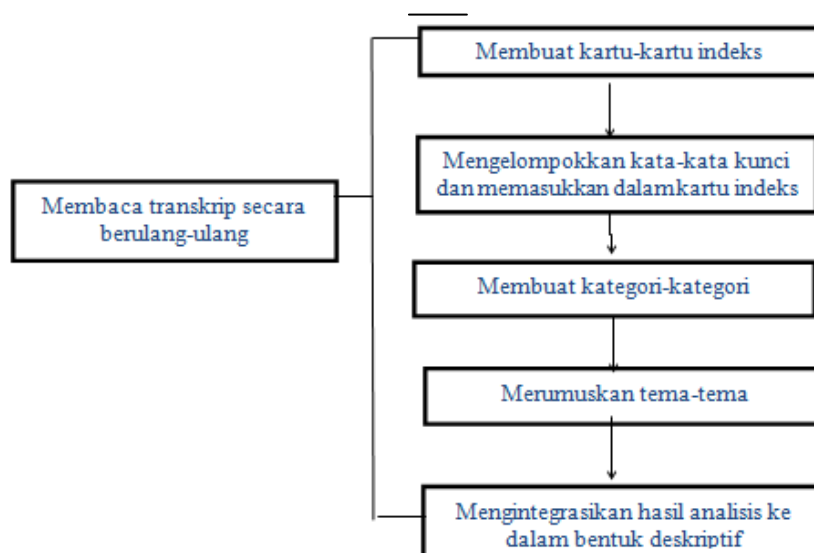 Membuat kartu-kartu indeks
Mengelompokkan kata-kata kunci
dan memasukkan dalamkartu indeks
Membaca transkrip secara
berulang-ulang
Membuat kategori-kategori
Merumuskan tema-tema
Mengintegrasikan hasil analisis ke
dalam bentuk deskriptif